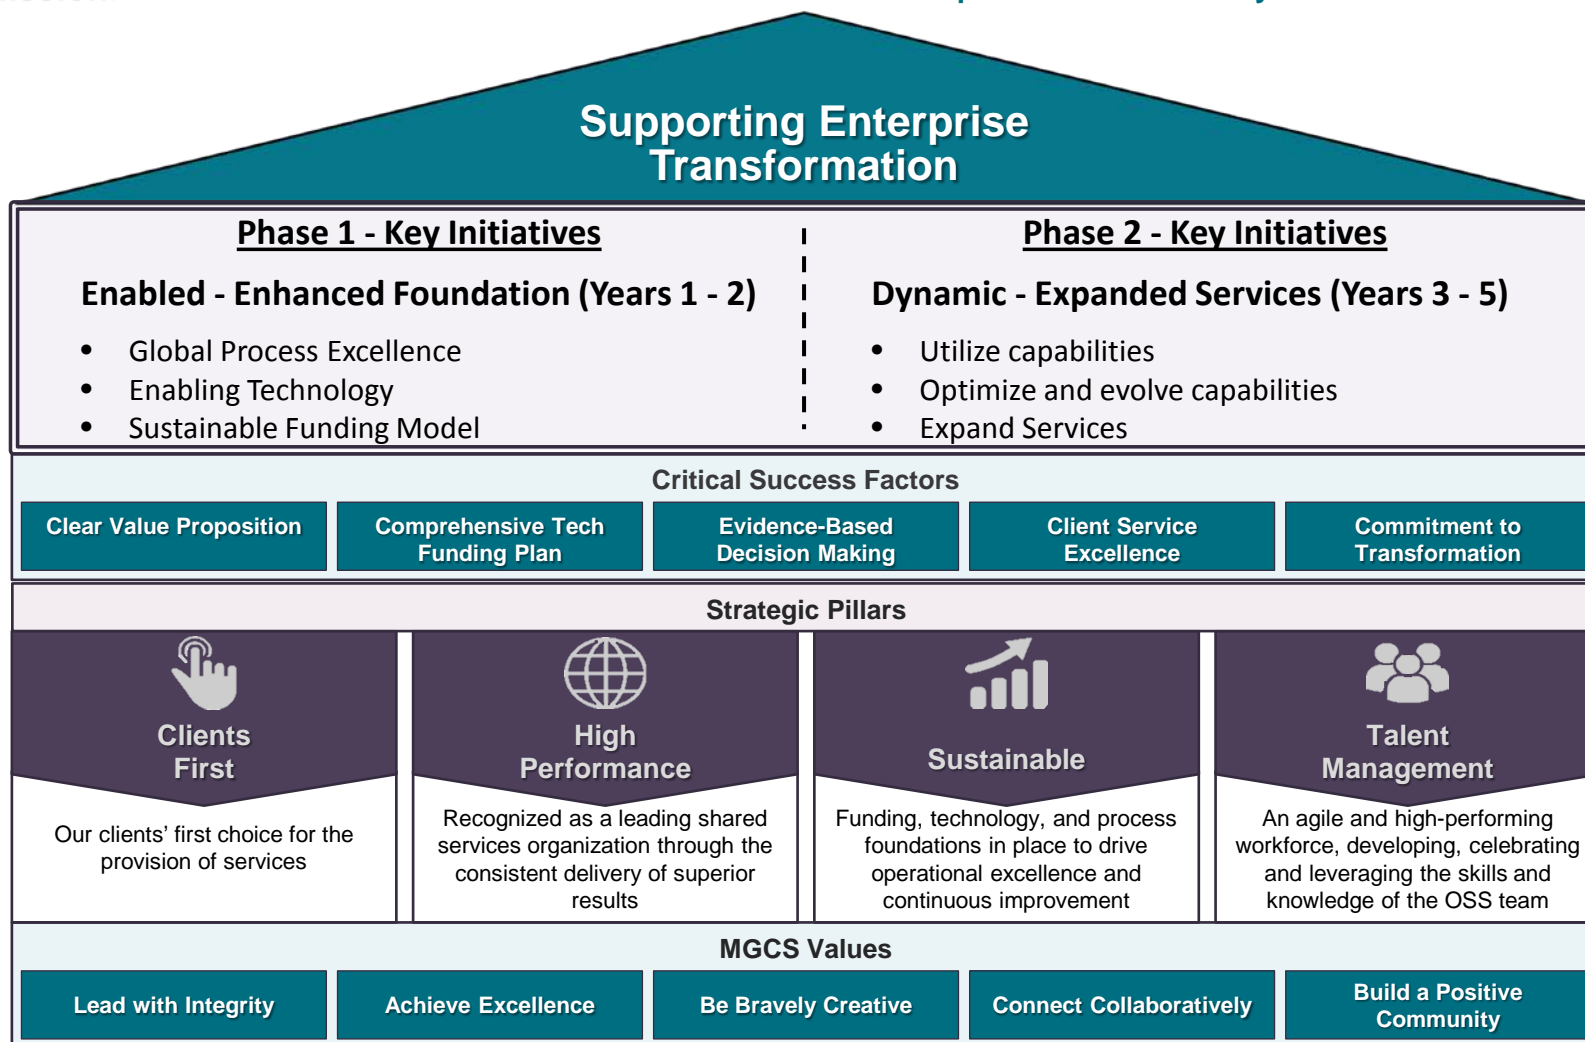 Supporting Enterprise
Transformation
Phase 1 - Key Initiatives
Enabled - Enhanced Foundation (Years 1 - 2)
• Global Process Excellence
• Enabling Technology
• Sustainable Funding Model
Phase 2 - Key Initiatives
Dynamic - Expanded Services (Years 3 - 5)
• Utilize capabilities
• Optimize and evolve capabilities
• Expand Services
Critical Success Factors
Clear Value Proposition
Comprehensive Tech
Funding Plan
Evidence-Based
Decision Making
Client Service
Excellence
Commitment to
Transformation
Strategic Pillars
Clients
First
Our clients’ first choice for the
provision of services
High
Performance
Recognized as a leading shared
services organization through the
consistent delivery of superior
results
Sustainable
Funding, technology, and process
foundations in place to drive
operational excellence and
continuous improvement
Talent
Management
An agile and high-performing
workforce, developing, celebrating
and leveraging the skills and
knowledge of the OSS team
MGCS Values
Lead with Integrity
Achieve Excellence
Be Bravely Creative
Connect Collaboratively
Build a Positive
Community